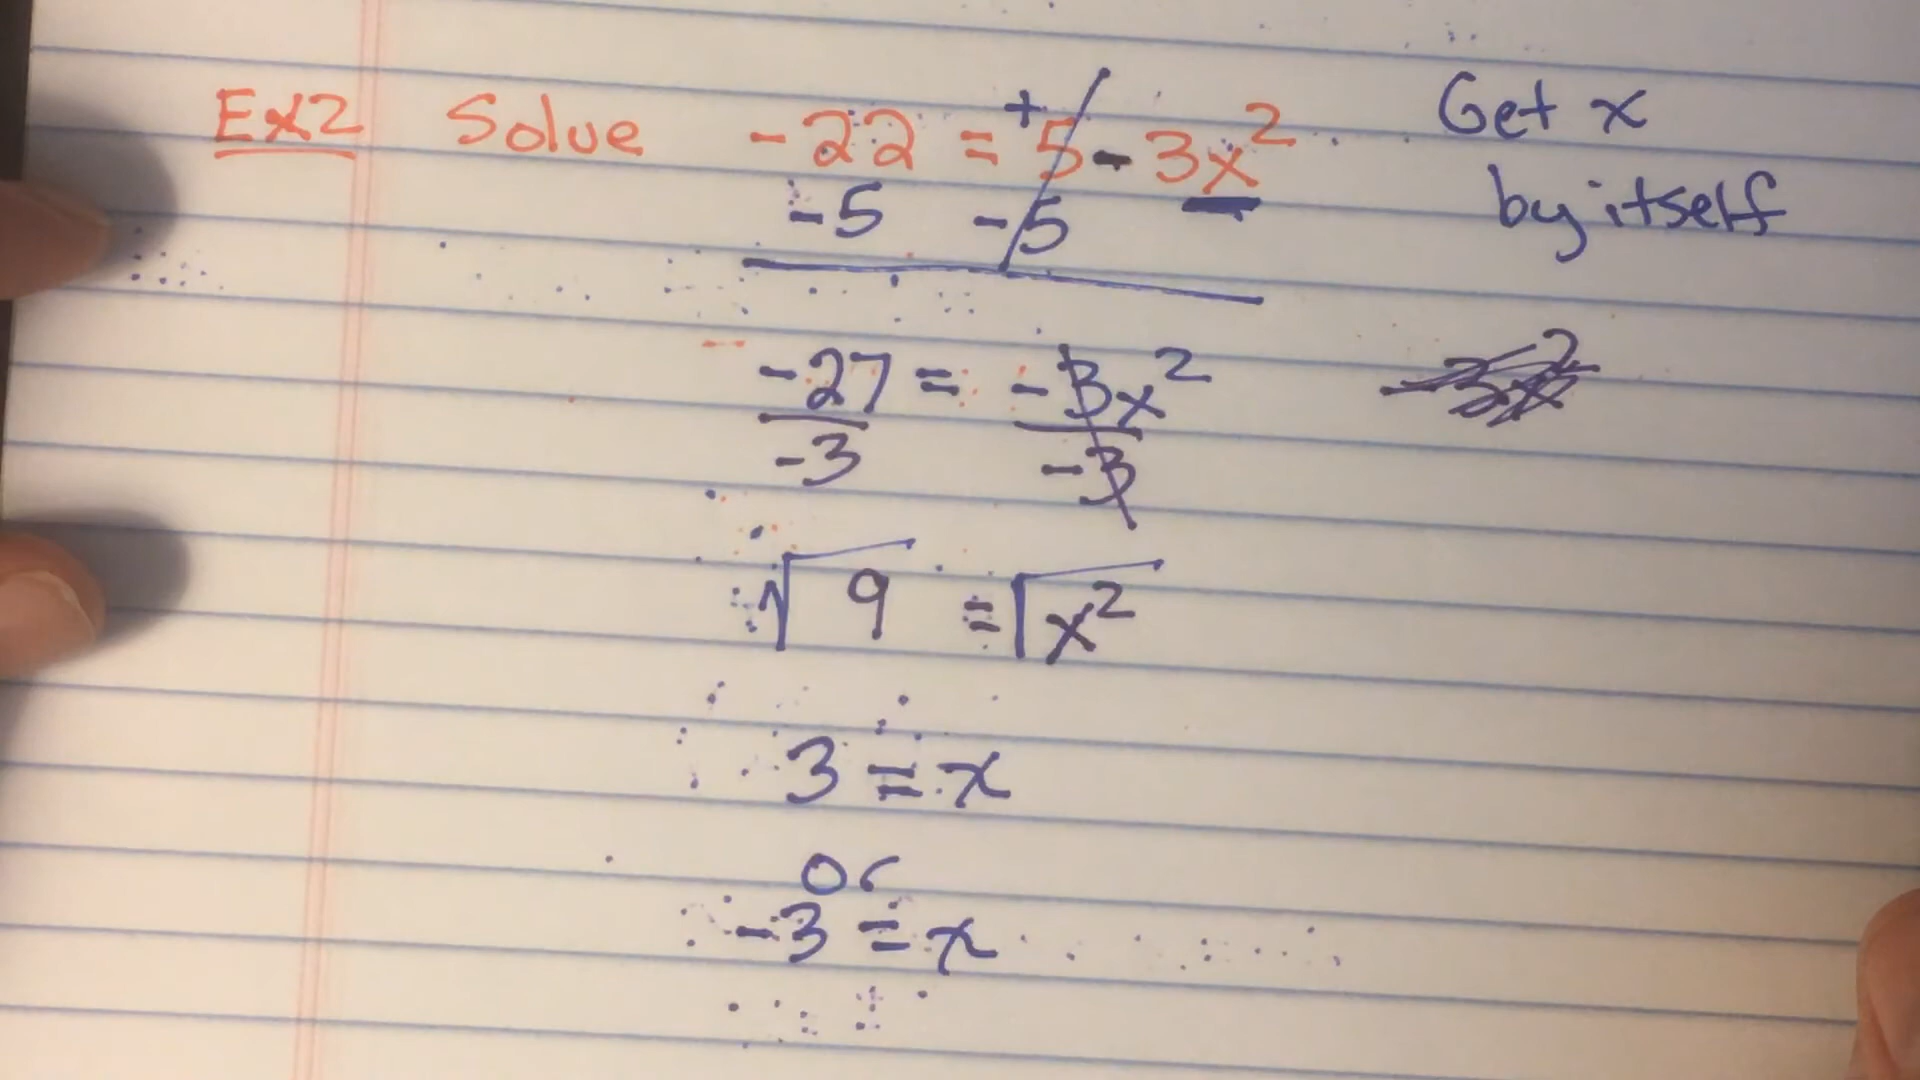 Ex2 Solve -22 = +5 - 3x² Get x
-5 -5 by itself
-27 = -3x²
-3 -3
√9 = √x²
3 = x
or
-3 = x